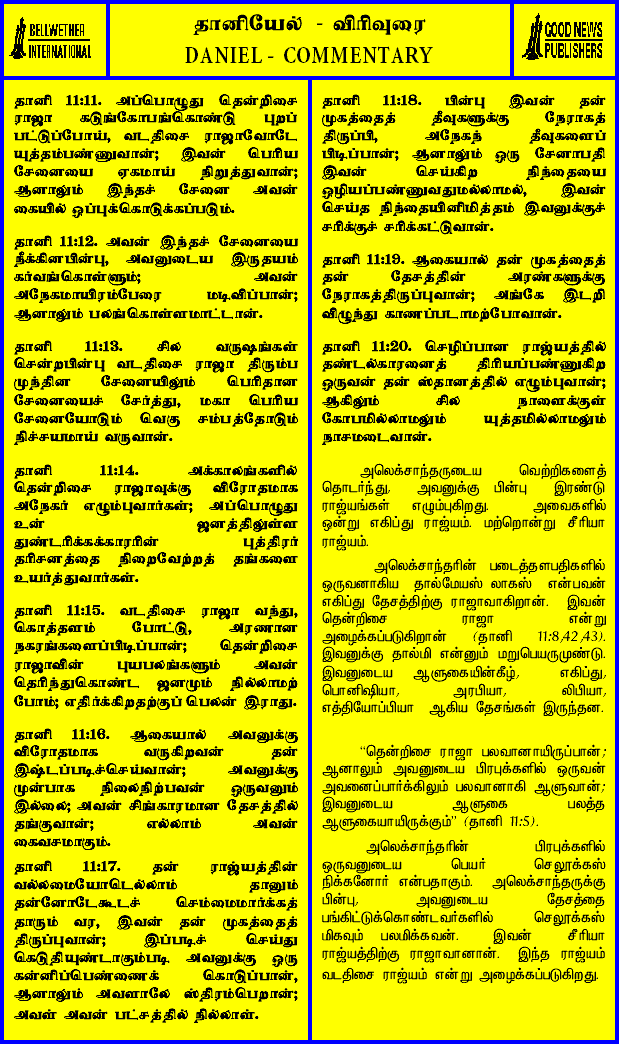 BELLWETHER
INTERNATIONAL
தானியேல் - விரிவுரை
DANIEL - COMMENTARY
GOOD NEWS
PUBLISHERS
தானி 11:11. அப்பொழுது தென்றிசை
ராஜா கடுங்கோபங்கொண்டு புறப்
பட்டுப்போய், வடதிசை ராஜாவோடே
யுத்தம்பண்ணுவான்; இவன் பெரிய
சேனையை ஏகமாய் நிறுத்துவான்;
ஆனாலும் இந்தச் சேனை அவன்
கையில் ஒப்புக்கொடுக்கப்படும்.
தானி 11:12. அவன் இந்தச் சேனையை
நீக்கினபின்பு, அவனுடைய இருதயம்
கர்வங்கொள்ளும்; அவன்
அநேகமாயிரம்பேரை மடிவிப்பான்;
ஆனாலும் பலங்கொள்ளமாட்டான்.
தானி 11:13. சில வருஷங்கள்
சென்றபின்பு வடதிசை ராஜா திரும்ப
முந்தின சேனையிலும் பெரிதான
சேனையைச் சேர்த்து, மகா பெரிய
சேனையோடும் வெகு சம்பத்தோடும்
நிச்சயமாய் வருவான்.
தானி 11:14. அக்காலங்களில்
தென்றிசை ராஜாவுக்கு விரோதமாக
அநேகர் எழும்புவார்கள்; அப்பொழுது
உன் ஜனத்திலுள்ள
துண்டரிக்கக்காரரின் புத்திரர்
தரிசனத்தை நிறைவேற்றத் தங்களை
உயர்த்துவார்கள்.
தானி 11:15. வடதிசை ராஜா வந்து,
கொத்தளம் போட்டு, அரணான
நகரங்களைப்பிடிப்பான்; தென்றிசை
ராஜாவின் புயபலங்களும் அவன்
தெரிந்துகொண்ட ஜனமும் நில்லாமற்
போம்; எதிர்க்கிறதற்குப் பெலன் இராது.
தானி 11:16. ஆகையால் அவனுக்கு
விரோதமாக வருகிறவன் தன்
இஷ்டப்படிச்செய்வான்; அவனுக்கு
முன்பாக நிலைநிற்பவன் ஒருவனும்
இல்லை; அவன் சிங்காரமான தேசத்தில்
தங்குவான்; எல்லாம் அவன்
கைவசமாகும்.
தானி 11:17. தன் ராஜ்யத்தின்
வல்லமையோடெல்லாம் தானும்
தன்னோடேகூடச் செம்மைமார்க்கத்
தாரும் வர, இவன் தன் முகத்தைத்
திருப்புவான்; இப்படிச் செய்து
கெடுதியுண்டாகும்படி அவனுக்கு ஒரு
கன்னிப்பெண்ணைக் கொடுப்பான்,
ஆனாலும் அவளாலே ஸ்திரம்பெறான்;
அவள் அவன் பட்சத்தில் நில்லாள்.
தானி 11:18. பின்பு இவன் தன்
முகத்தைத் தீவுகளுக்கு நேராகத்
திருப்பி, அநேகந் தீவுகளைப்
பிடிப்பான்; ஆனாலும் ஒரு சேனாபதி
இவன் செய்கிற நிந்தையை
ஒழியப்பண்ணுவதுமல்லாமல், இவன்
செய்த நிந்தையினிமித்தம் இவனுக்குச்
சரிக்குச் சரிக்கட்டுவான்.
தானி 11:19. ஆகையால் தன் முகத்தைத்
தன் தேசத்தின் அரண்களுக்கு
நேராகத்திருப்புவான்; அங்கே இடறி
விழுந்து காணப்படாமற்போவான்.
தானி 11:20. செழிப்பான ராஜ்யத்தில்
தண்டல்காரனைத் திரியப்பண்ணுகிற
ஒருவன் தன் ஸ்தானத்தில் எழும்புவான்;
ஆகிலும் சில நாளைக்குள்
கோபமில்லாமலும் யுத்தமில்லாமலும்
நாசமடைவான்.
அலெக்சாந்தருடைய வெற்றிகளைத்
தொடர்ந்து, அவனுக்கு பின்பு இரண்டு
ராஜ்யங்கள் எழும்புகிறது. அவைகளில்
ஒன்று எகிப்து ராஜ்யம். மற்றொன்று சீரியா
ராஜ்யம்.
அலெக்சாந்தரின் படைத்தளபதிகளில்
ஒருவனாகிய தால்மேயஸ் லாகஸ் என்பவன்
எகிப்து தேசத்திற்கு ராஜாவாகிறான். இவன்
தென்றிசை ராஜா என்று
அழைக்கப்படுகிறான் (தானி 11:8,42,43).
இவனுக்கு தால்மி என்னும் மறுபெயருமுண்டு.
இவனுடைய ஆளுகையின்கீழ், எகிப்து,
பொனிஷியா, அரபியா, லிபியா,
எத்தியோப்பியா ஆகிய தேசங்கள் இருந்தன.
“தென்றிசை ராஜா பலவானாயிருப்பான்;
ஆனாலும் அவனுடைய பிரபுக்களில் ஒருவன்
அவனைப்பார்க்கிலும் பலவானாகி ஆளுவான்;
இவனுடைய ஆளுகை பலத்த
ஆளுகையாயிருக்கும்” (தானி 11:5).
அலெக்சாந்தரின் பிரபுக்களில்
ஒருவனுடைய பெயர் செலூக்கஸ்
நிக்கனோர் என்பதாகும். அலெக்சாந்தருக்கு
பின்பு, அவனுடைய தேசத்தை
பங்கிட்டுக்கொண்டவர்களில் செலூக்கஸ்
மிகவும் பலமிக்கவன். இவன் சீரியா
ராஜ்யத்திற்கு ராஜாவானான். இந்த ராஜ்யம்
வடதிசை ராஜ்யம் என்று அழைக்கப்படுகிறது.